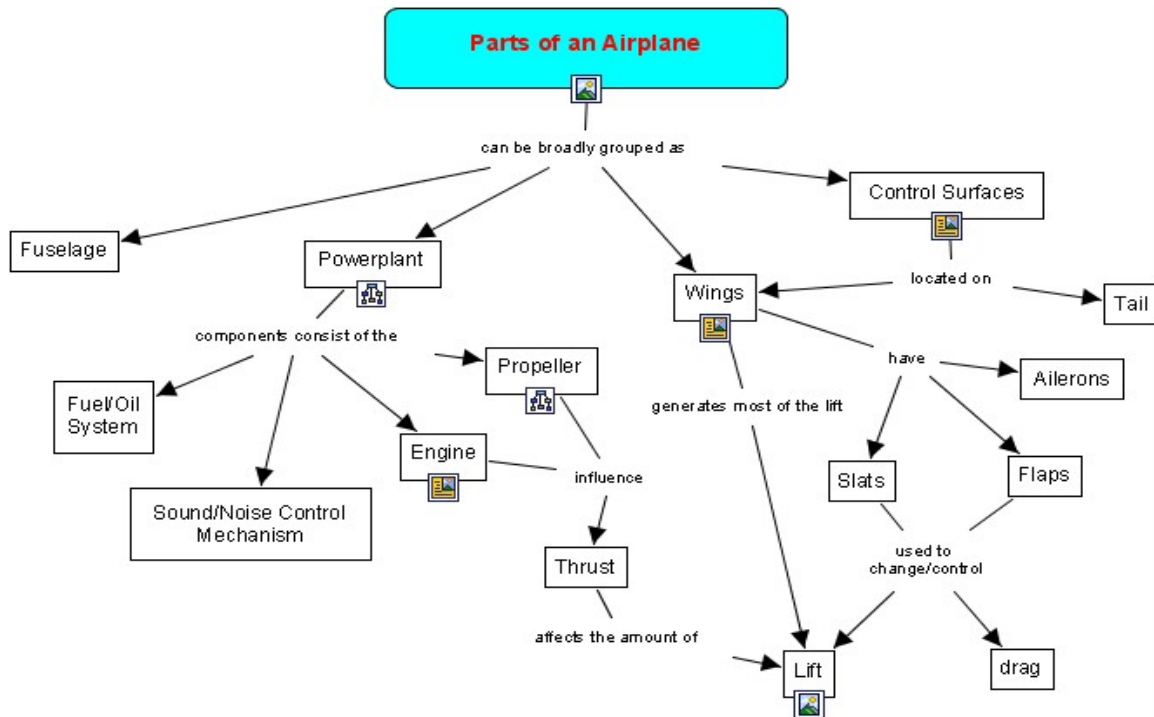 Parts of an Airplane
can be broadly grouped as
Control Surfaces
Fuselage
Powerplant
Wings
located on
Tail
components consist of the
Propeller
have
Ailerons
Fuel/Oil
System
generates most of the lift
Engine
influence
Slats
Flaps
Sound/Noise Control
Mechanism
Thrust
used to
change/control
affects the amount of
Lift
drag